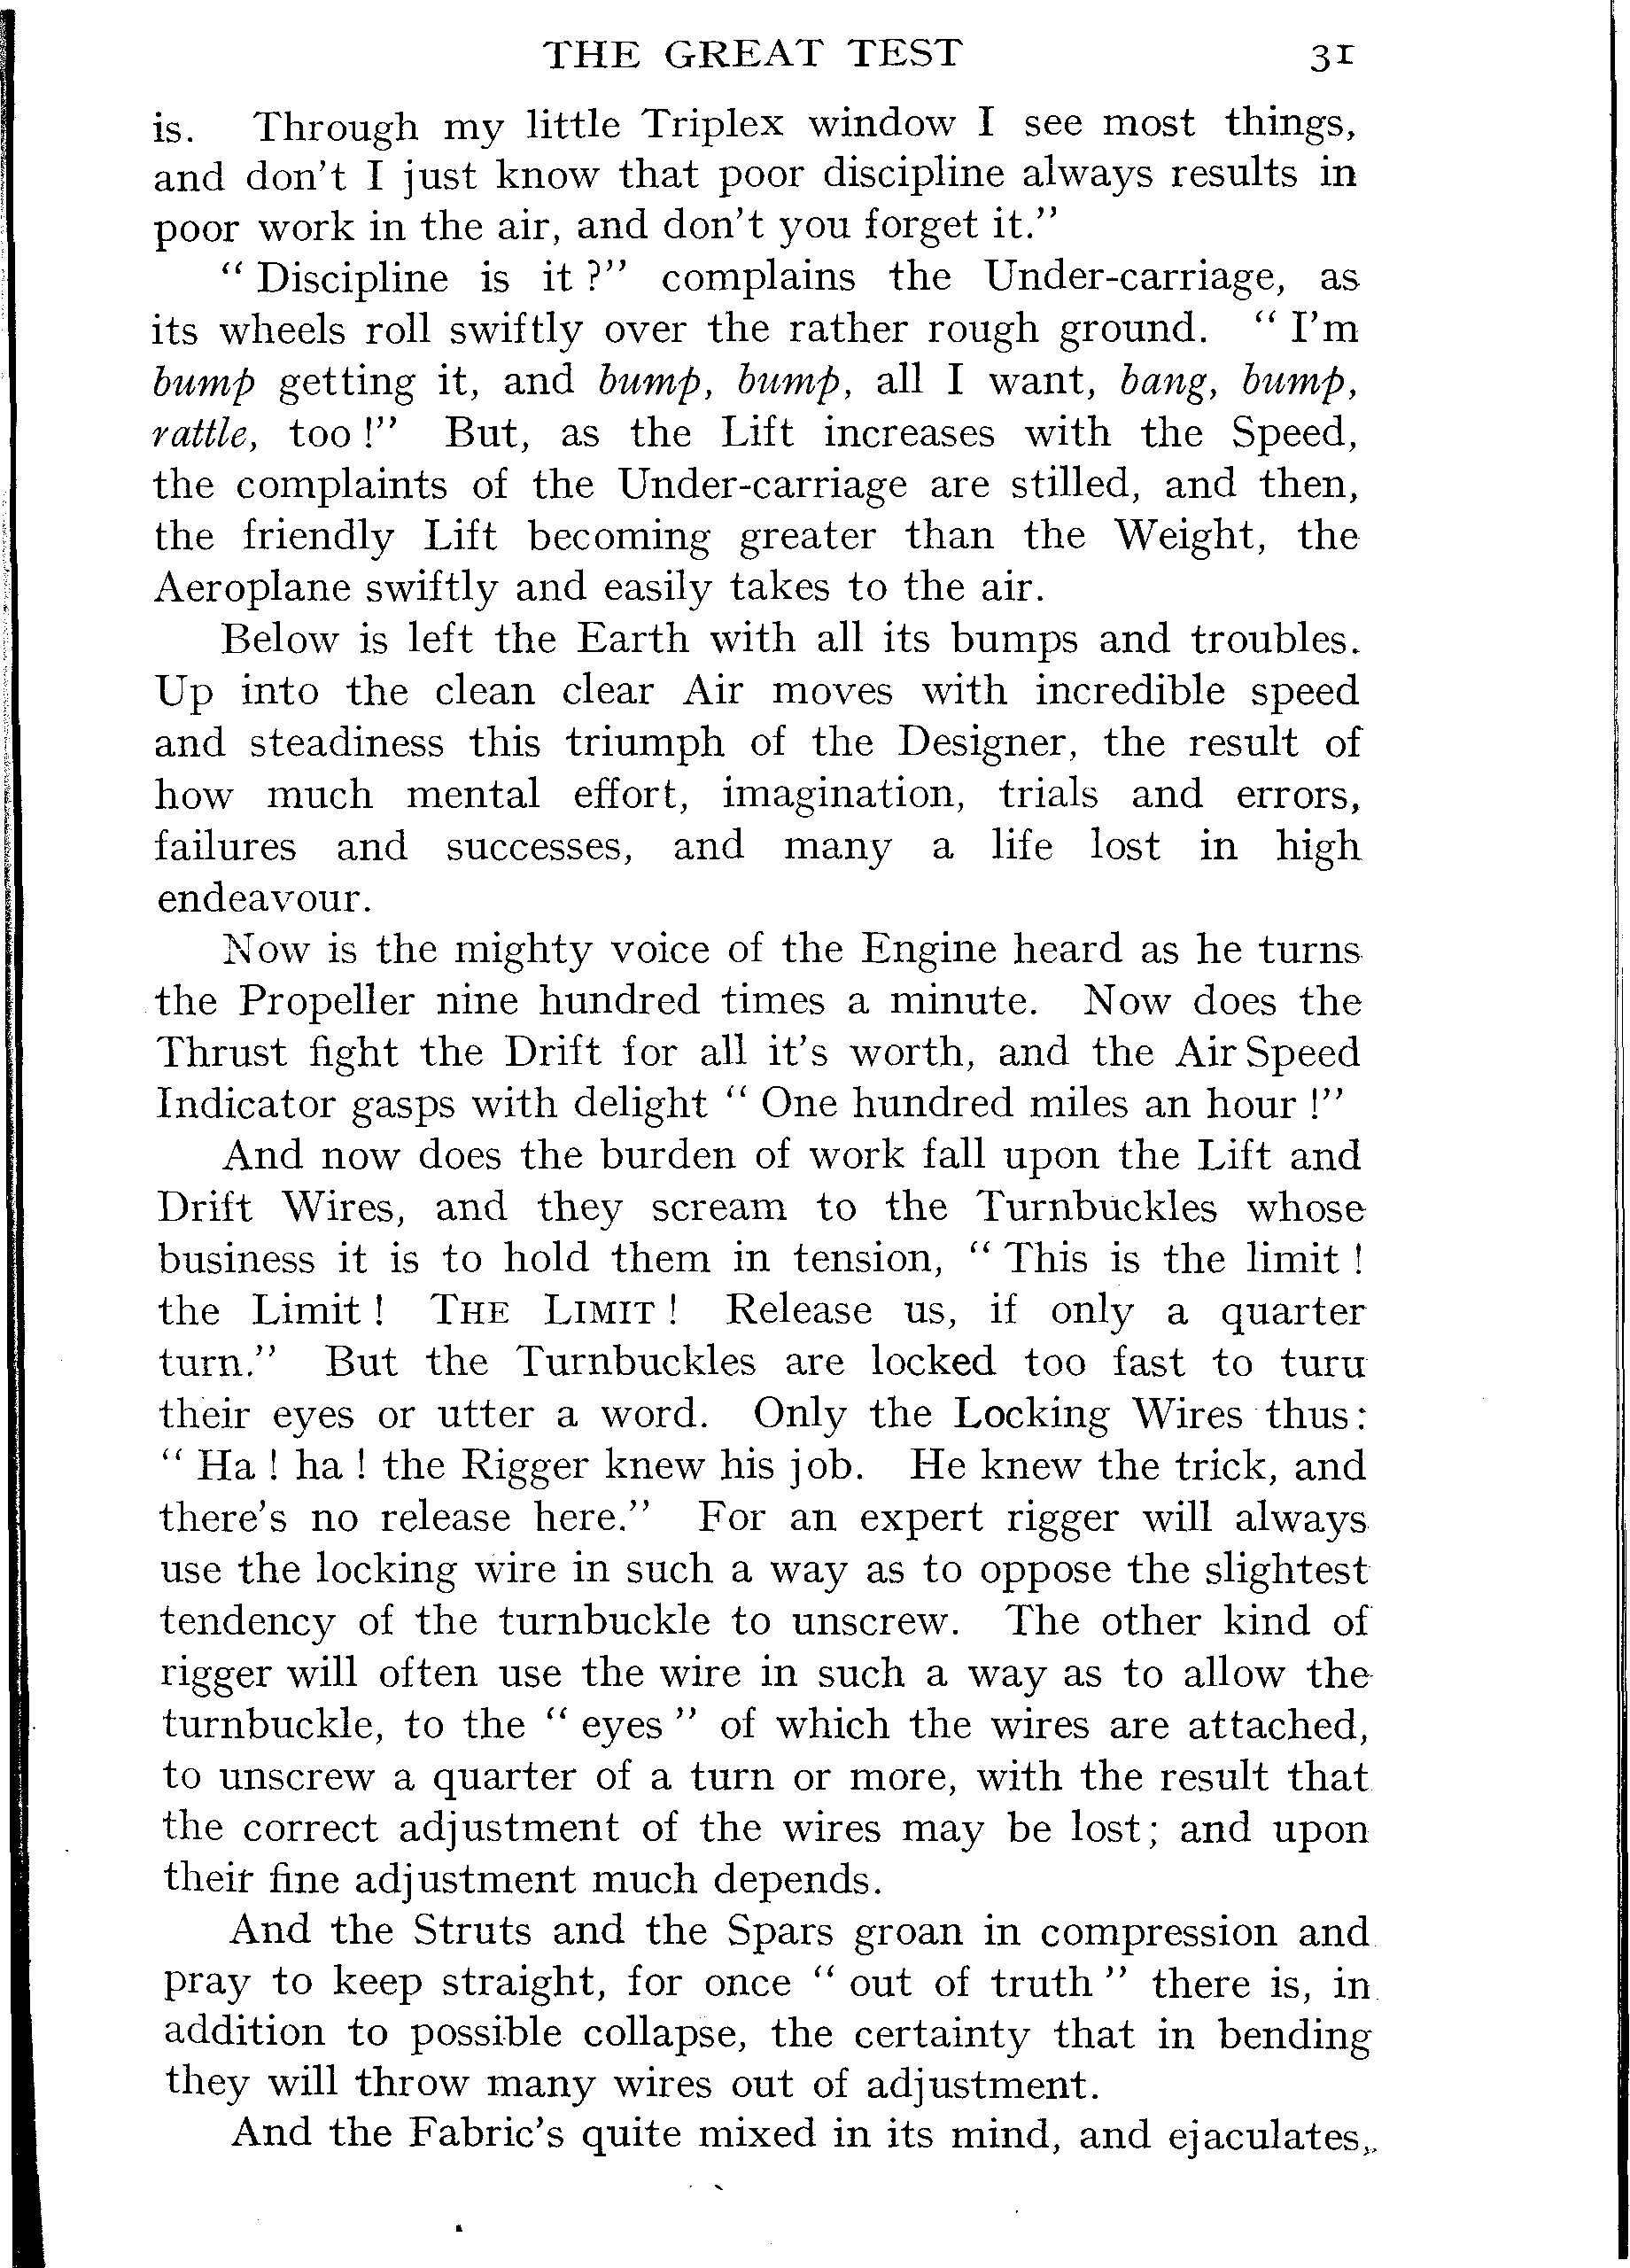 THE GREAT TEST 31
is. Through my little Triplex window I see most things,
and don't I just know that poor discipline always results in
poor work in the air, and don't you forget it."
" Discipline is it ?" complains the Under-carriage, as
its wheels roll swiftly over the rather rough ground. " I'm
bump getting it, and bump, bump, all I want, bang, bump,
rattle, too !" But, as the Lift increases with the Speed,
the complaints of the Under-carriage are stilled, and then,
the friendly Lift becoming greater than the Weight, the
Aeroplane swiftly and easily takes to the air.
Below is left the Earth with all its bumps and troubles.
Up into the clean clear Air moves with incredible speed
and steadiness this triumph of the Designer, the result of
how much mental effort, imagination, trials and errors,
failures and successes, and many a life lost in high
endeavour.
Now is the mighty voice of the Engine heard as he turns
the Propeller nine hundred times a minute. Now does the
Thrust fight the Drift for all it's worth, and the Air Speed
Indicator gasps with delight " One hundred miles an hour !"
And now does the burden of work fall upon the Lift and
Drift Wires, and they scream to the Turnbuckles whose
business it is to hold them in tension, " This is the limit !
the Limit ! THE LIMIT ! Release us, if only a quarter
turn." But the Turnbuckles are locked too fast to turu
their eyes or utter a word. Only the Locking Wires thus:
" Ha ! ha ! the Rigger knew his job. He knew the trick, and
there's no release here." For an expert rigger will always
use the locking wire in such a way as to oppose the slightest
tendency of the turnbuckle to unscrew. The other kind of
rigger will often use the wire in such a way as to allow the
turnbuckle, to the " eyes " of which the wires are attached,
to unscrew a quarter of a turn or more, with the result that
the correct adjustment of the wires may be lost; and upon
their fine adjustment much depends.
And the Struts and the Spars groan in compression and
pray to keep straight, for once " out of truth " there is, in
addition to possible collapse, the certainty that in bending
they will throw many wires out of adjustment.
And the Fabric's quite mixed in its mind, and ejaculates,